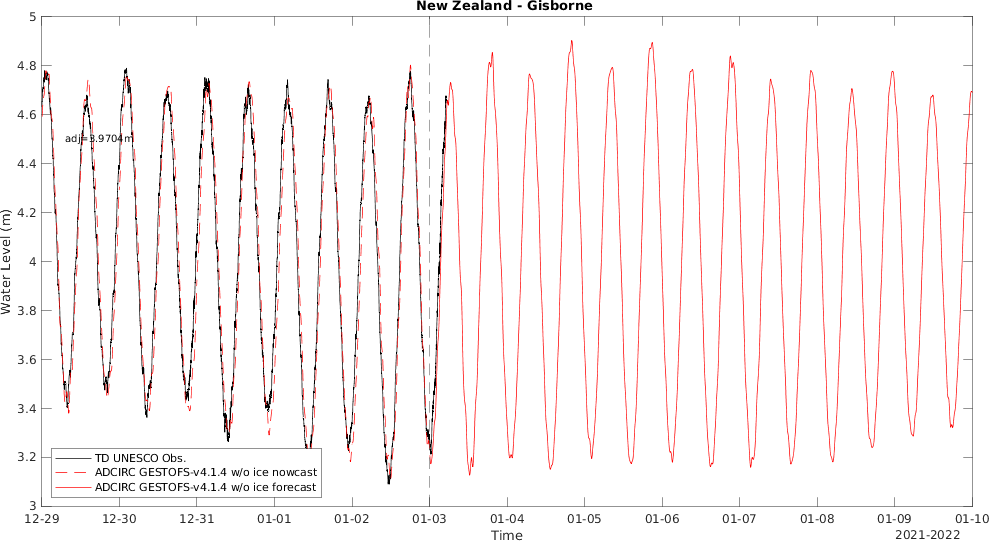 New Zealand - Gisborne
Water Level (m)
5
4.8
4.6
4.4
4.2
4
3.8
3.6
3.4
3.2
3
adj=3.9704m
TD UNESCO Obs.
ADCIRC GESTOFS-v4.1.4 w/o ice nowcast
ADCIRC GESTOFS-v4.1.4 w/o ice forecast
12-29 12-30 12-31 01-01 01-02 01-03 01-04 01-05 01-06 01-07 01-08 01-09 01-10
Time
2021-2022